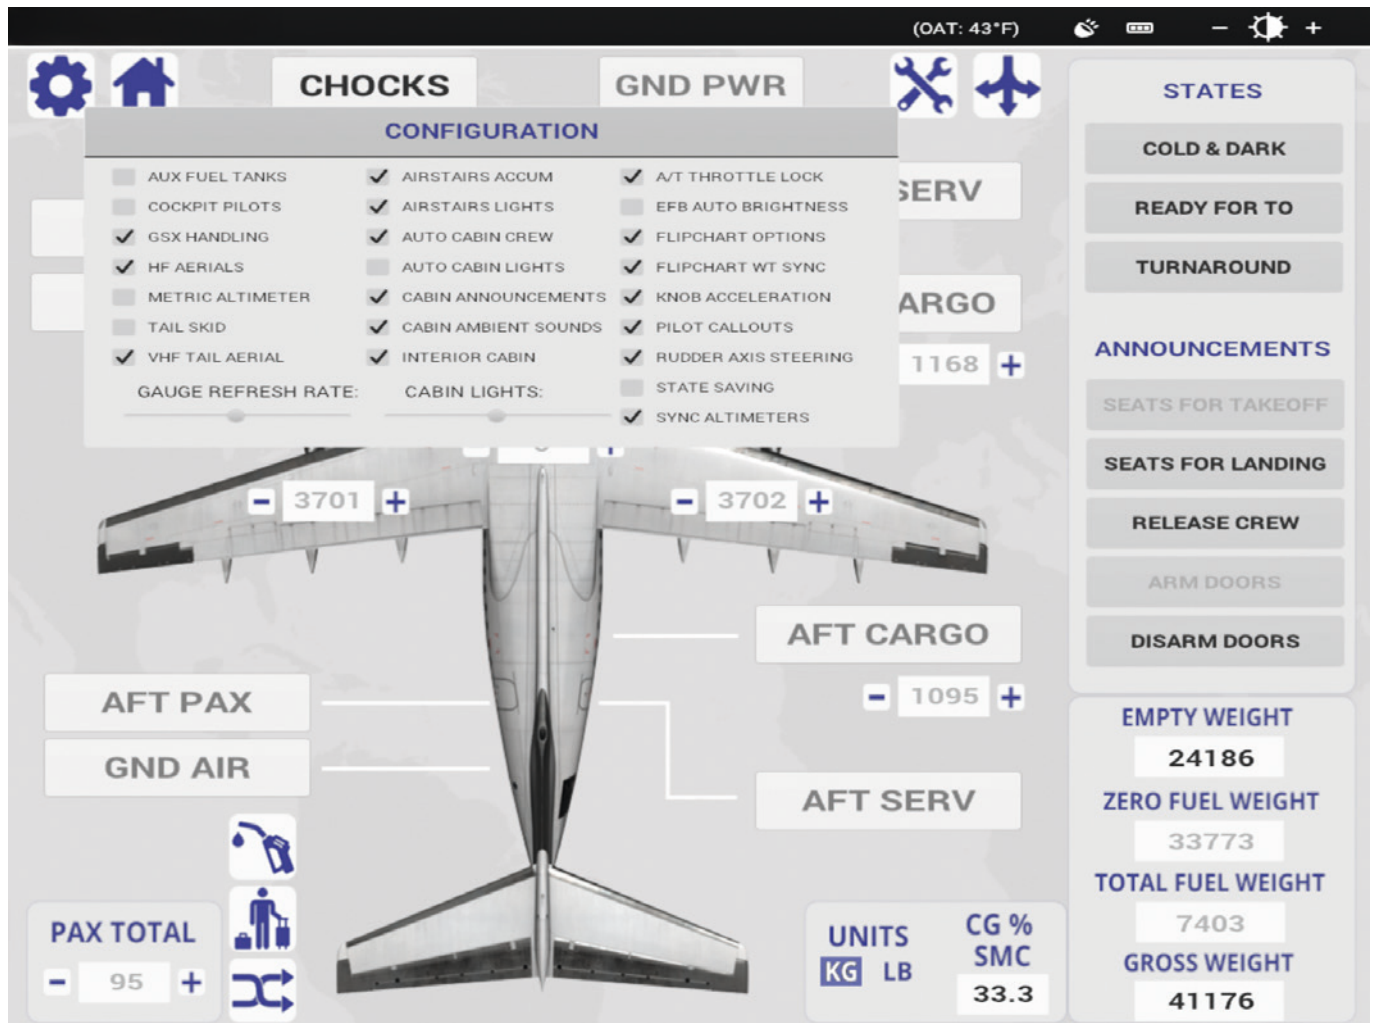 (OAT: 43°F)
- +
CHOCKS
GND PWR
CONFIGURATION
AUX FUEL TANKS
COCKPIT PILOTS
GSX HANDLING
HF AERIALS
METRIC ALTIMETER
TAIL SKID
VHF TAIL AERIAL
GAUGE REFRESH RATE:
AIRSTAIRS ACCUM
AIRSTAIRS LIGHTS
AUTO CABIN CREW
AUTO CABIN LIGHTS
CABIN ANNOUNCEMENTS
CABIN AMBIENT SOUNDS
INTERIOR CABIN
CABIN LIGHTS:
A/T THROTTLE LOCK
EFB AUTO BRIGHTNESS
FLIPCHART OPTIONS
FLIPCHART WT SYNC
KNOB ACCELERATION
PILOT CALLOUTS
RUDDER AXIS STEERING
STATE SAVING
SYNC ALTIMETERS
SERV
ARGO
1168 +
- 3701 +
- 3702 +
AFT CARGO
- 1095 +
AFT PAX
GND AIR
AFT SERV
PAX TOTAL
- 95 +
UNITS
KG LB
CG %
SMC
33.3
STATES
COLD & DARK
READY FOR TO
TURNAROUND
ANNOUNCEMENTS
SEATS FOR TAKEOFF
SEATS FOR LANDING
RELEASE CREW
ARM DOORS
DISARM DOORS
EMPTY WEIGHT
24186
ZERO FUEL WEIGHT
33773
TOTAL FUEL WEIGHT
7403
GROSS WEIGHT
41176